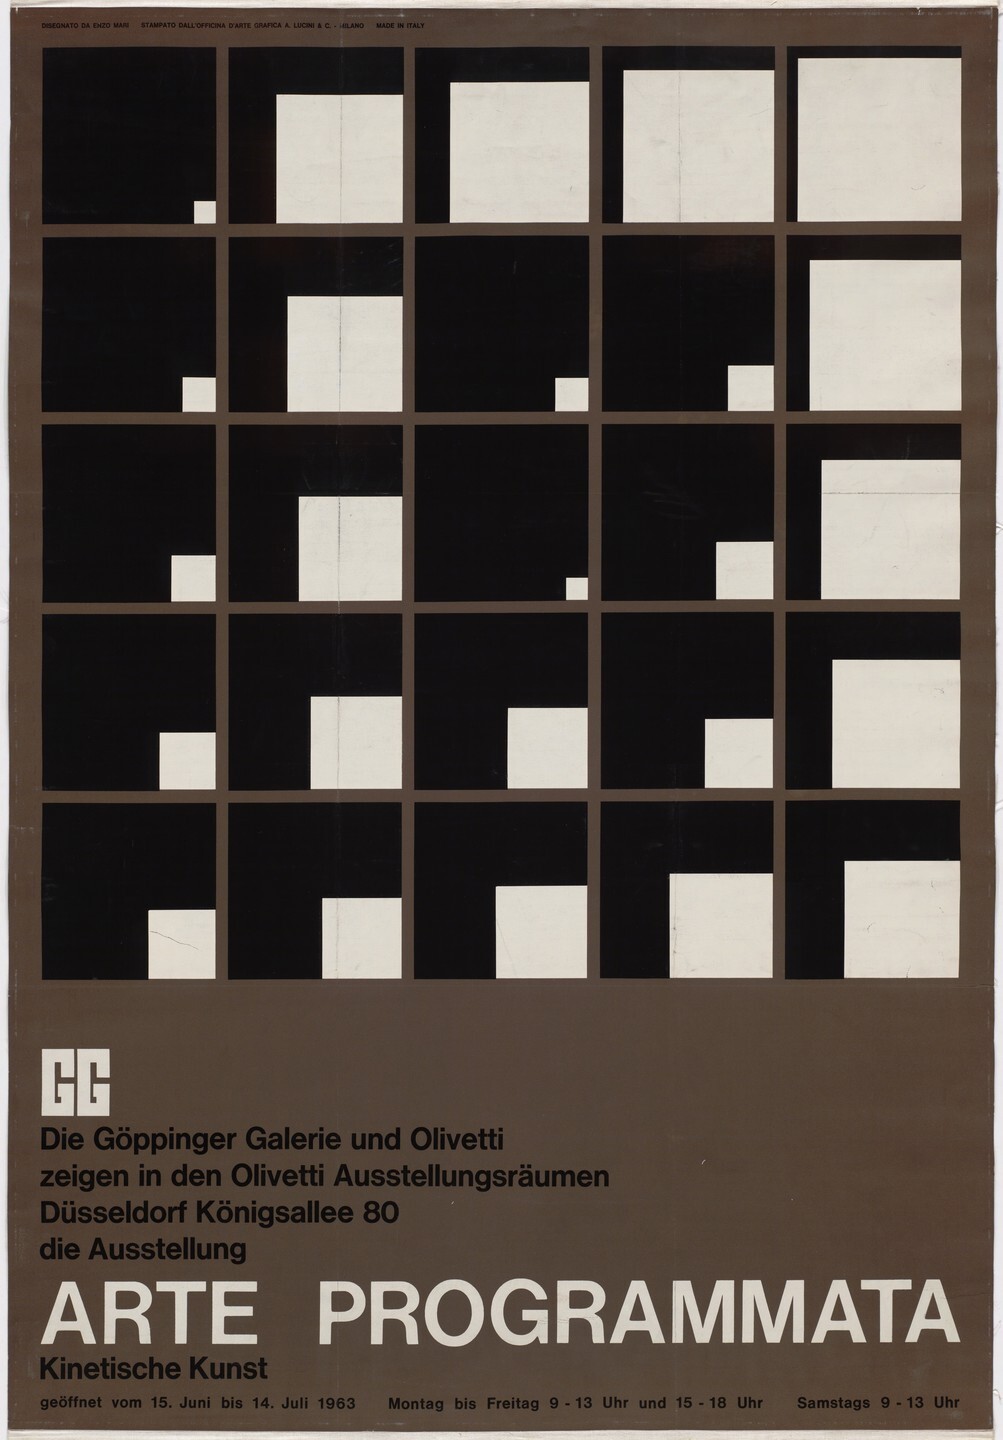 DISEGNATO DA ENZO MARI STAMPATO DALL'OFFICINA D'ARTE GRAFICA A. LUCINI & C. - MILANO MADE IN ITALY
GG
Die Göppinger Galerie und Olivetti
zeigen in den Olivetti Ausstellungsräumen
Düsseldorf Königsallee 80
die Ausstellung
ARTE PROGRAMMATA
Kinetische Kunst
geöffnet vom 15. Juni bis 14. Juli 1963 Montag bis Freitag 9 - 13 Uhr und 15 - 18 Uhr Samstags 9 - 13 Uhr